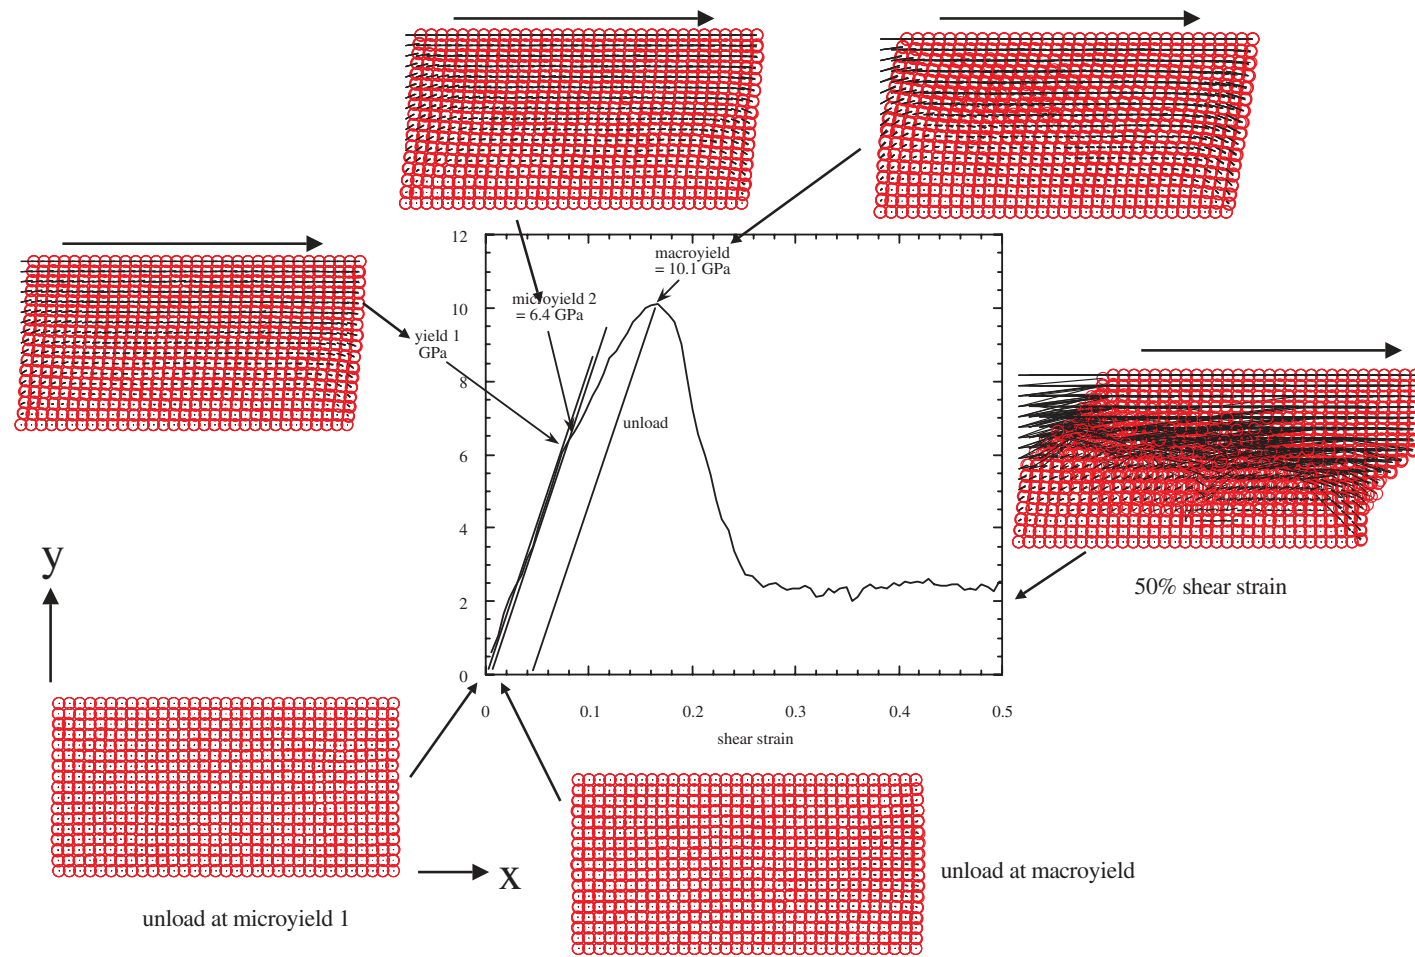 12
macroyield
= 10.1 GPa
microyield 2
= 6.4 GPa
10
yield 1
GPa
8
unload
6
4
50% shear strain
y
2
0
0
0.1
0.2
0.3
0.4
0.5
shear strain
x
unload at macroyield
unload at microyield 1